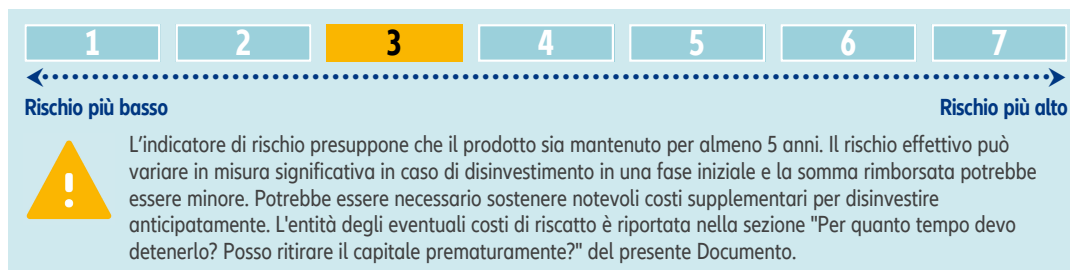 1 2 3 4 5 6 7
Rischio più basso Rischio più alto
L'indicatore di rischio presuppone che il prodotto sia mantenuto per almeno 5 anni. Il rischio effettivo può
variare in misura significativa in caso di disinvestimento in una fase iniziale e la somma rimborsata potrebbe
essere minore. Potrebbe essere necessario sostenere notevoli costi supplementari per disinvestire
anticipatamente. L'entità degli eventuali costi di riscatto è riportata nella sezione "Per quanto tempo devo
detenerlo? Posso ritirare il capitale prematuramente?" del presente Documento.